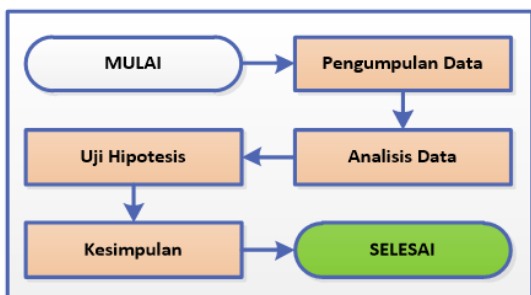 MULAI
Pengumpulan Data
Analisis Data
Uji Hipotesis
Kesimpulan
SELESAI